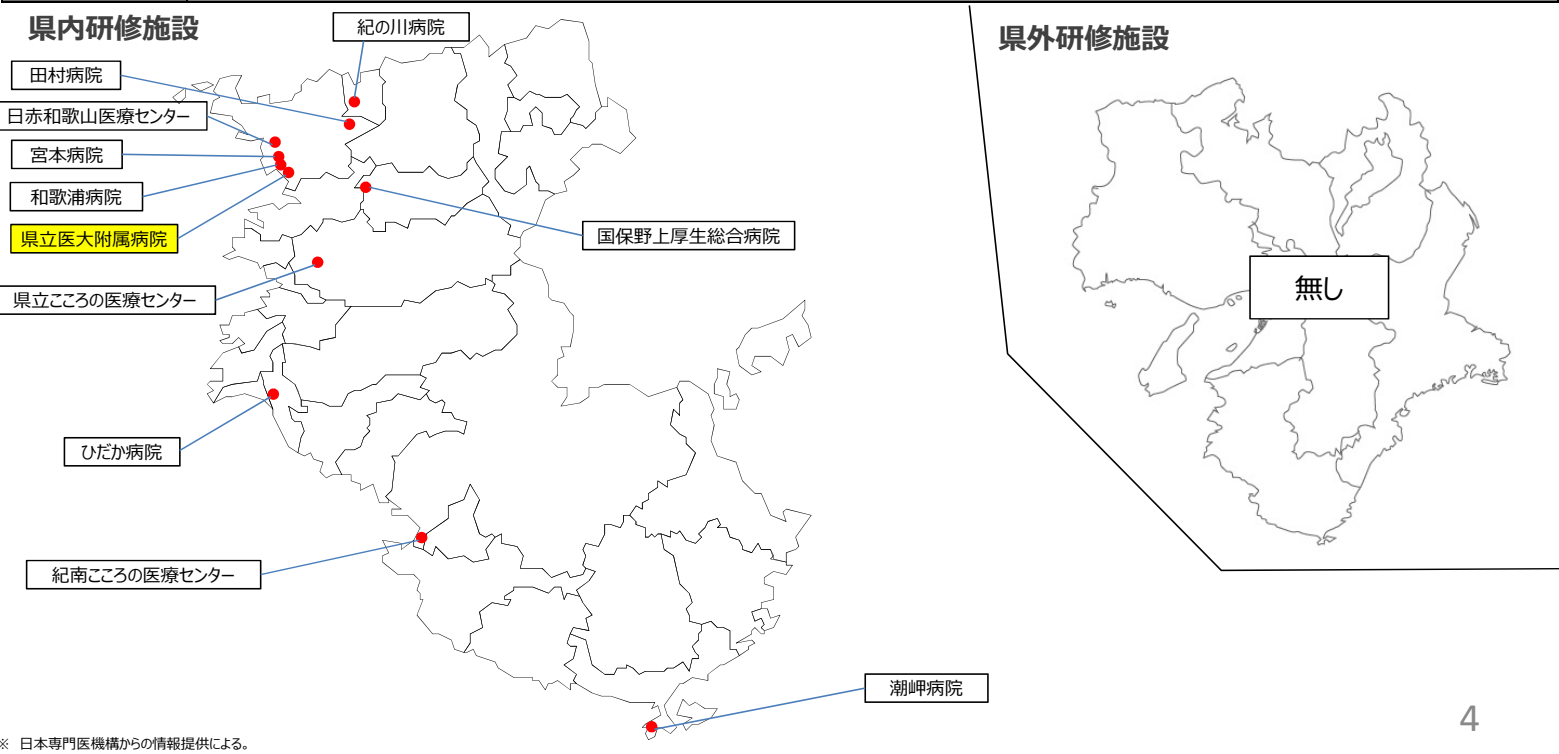 県内研修施設
紀の川病院
田村病院
日赤和歌山医療センター
宮本病院
和歌浦病院
県立医大附属病院
国保野上厚生総合病院
県立こころの医療センター
ひだか病院
紀南こころの医療センター
潮岬病院
県外研修施設
無し
4
※ 日本専門医機構からの情報提供による。